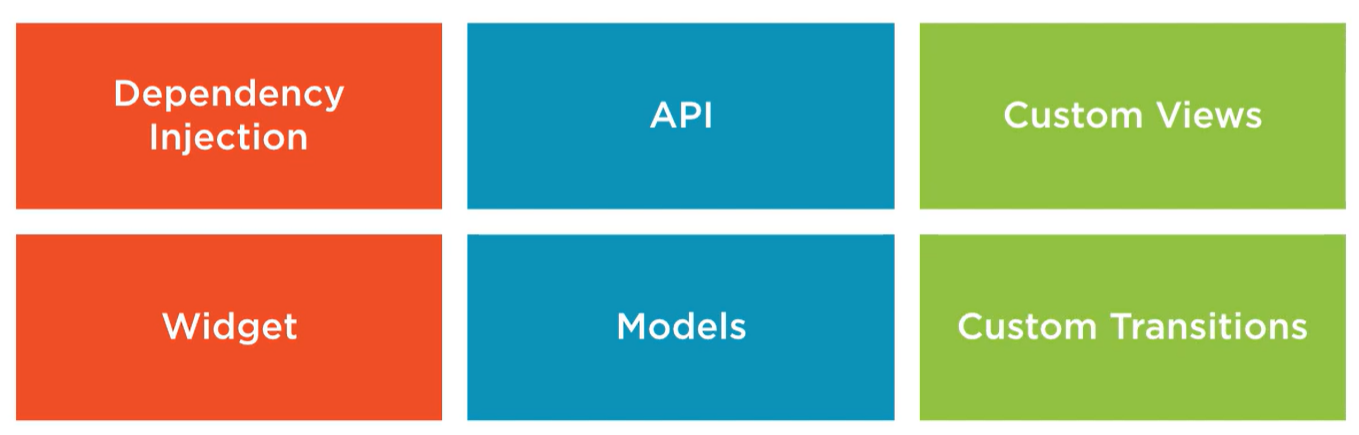 Dependency
Injection
API
Custom Views
Widget
Models
Custom Transitions